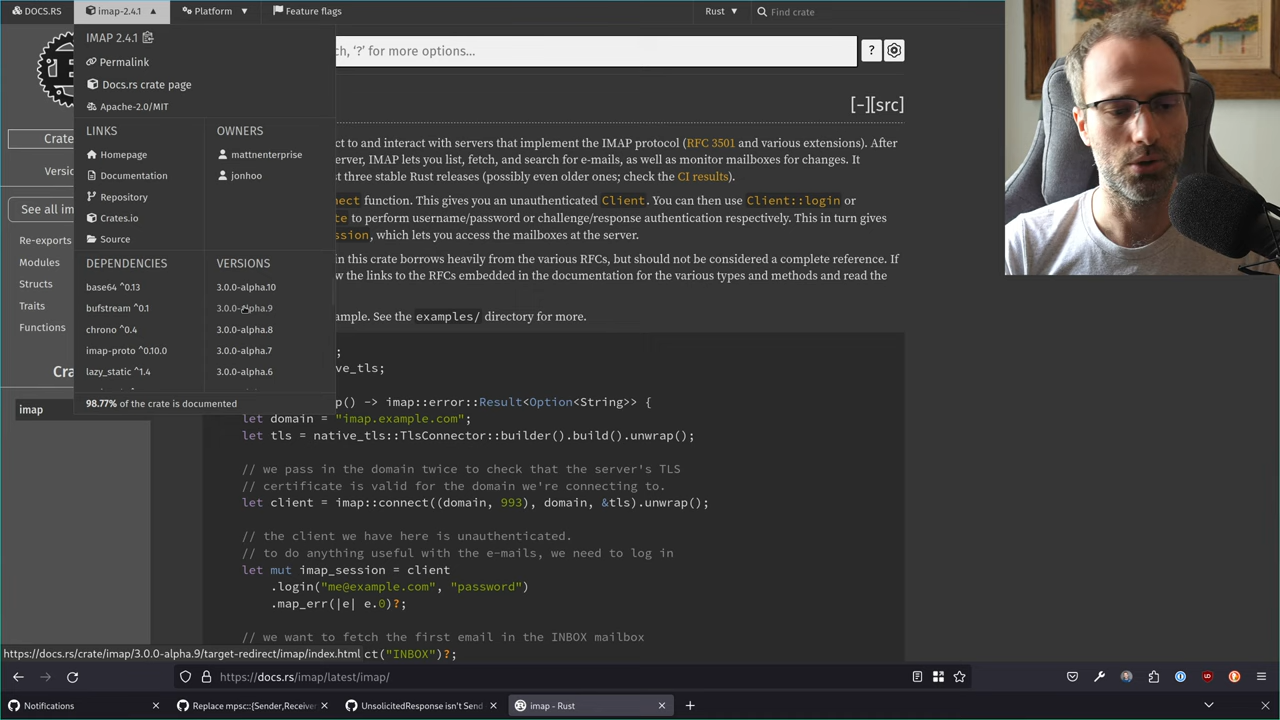 DOCS.RS imap-2.4.1 Platform Feature flags Rust Find crate
IMAP 2.4.1
Permalink
Docs.rs crate page
Apache-2.0/MIT
LINKS
Homepage
Documentation
Repository
Crates.io
Source
OWNERS
mattnenterprise
jonhoo
DEPENDENCIES
base64 ^0.13
bufstream ^0.1
chrono ^0.4
imap-proto ^0.10.0
lazy_static ^1.4
VERSIONS
3.0.0-alpha.10
3.0.0-alpha.9
3.0.0-alpha.8
3.0.0-alpha.7
3.0.0-alpha.6
98.77% of the crate is documented
Crate
Versi
See all im
Re-exports
Modules
Structs
Traits
Functions
Cra
imap
ch, ‘?’ for more options…
?
[−][src]
ct to and interact with servers that implement the IMAP protocol (RFC 3501 and various extensions). After
erver, IMAP lets you list, fetch, and search for e-mails, as well as monitor mailboxes for changes. It
st three stable Rust releases (possibly even older ones; check the CI results).
nect function. This gives you an unauthenticated Client. You can then use Client::login or
te to perform username/password or challenge/response authentication respectively. This in turn gives
ssion, which lets you access the mailboxes at the server.
in this crate borrows heavily from the various RFCs, but should not be considered a complete reference. If
w the links to the RFCs embedded in the documentation for the various types and methods and read the
ample. See the examples/ directory for more.
;
ve_tls;
p() -> imap::error::Result<Option<String>> {
let domain = "imap.example.com";
let tls = native_tls::TlsConnector::builder().build().unwrap();
// we pass in the domain twice to check that the server's TLS
// certificate is valid for the domain we're connecting to.
let client = imap::connect((domain, 993), domain, &tls).unwrap();
// the client we have here is unauthenticated.
// to do anything useful with the e-mails, we need to log in
let mut imap_session = client
.login("me@example.com", "password")
.map_err(|e| e.0)?;
// we want to fetch the first email in the INBOX mailbox
ct("INBOX")?;
https://docs.rs/crate/imap/3.0.0-alpha.9/target-redirect/imap/index.html
https://docs.rs/imap/latest/imap/
Notifications
Replace mpsc::{Sender,Receiver
UnsolicitedResponse isn't Send
imap - Rust